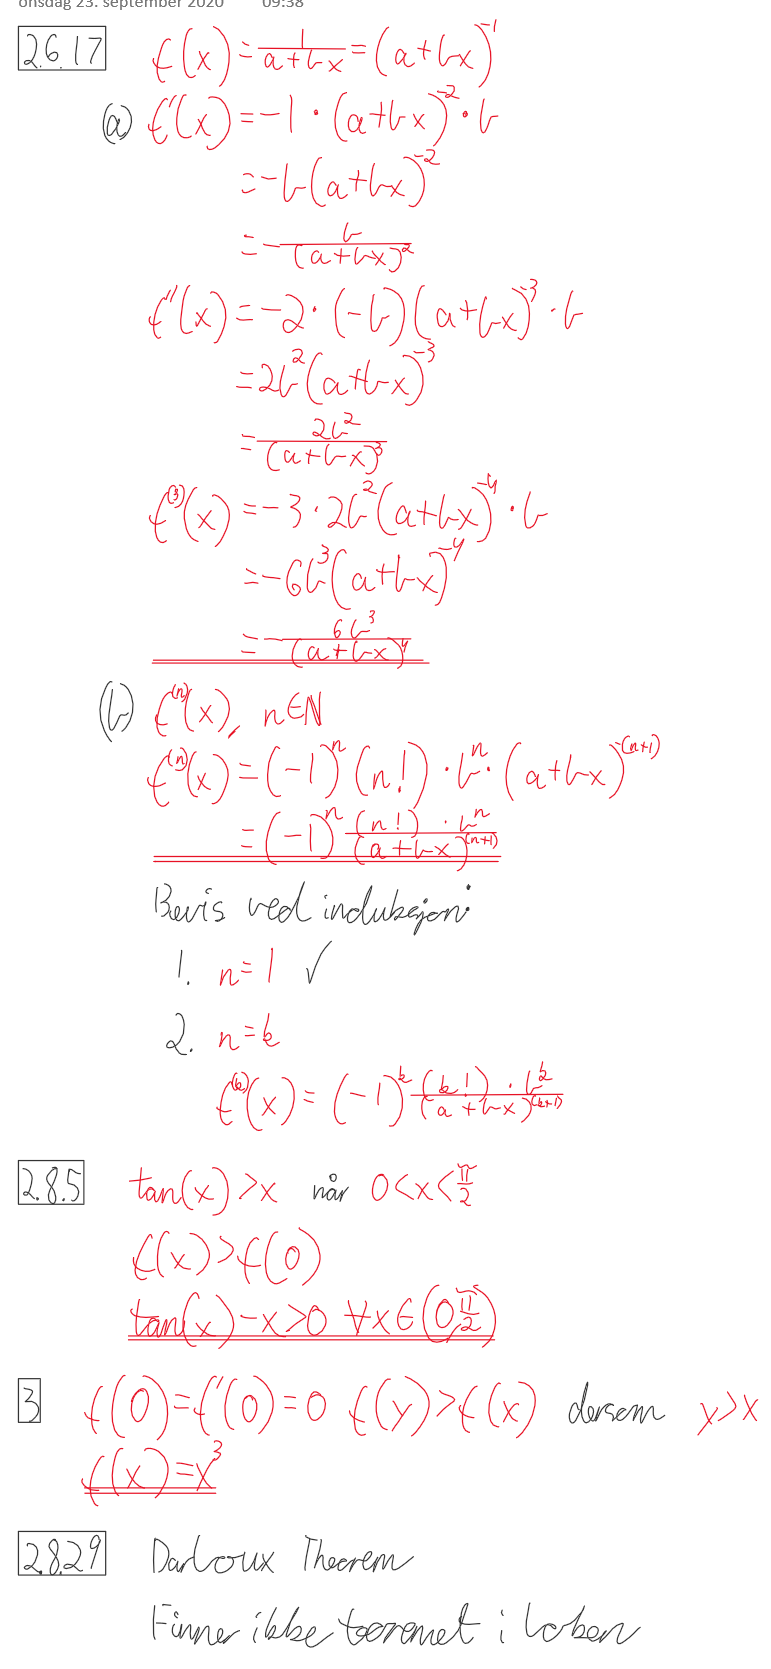 onsdag 23. september 2020 09:38
2.6.17 f(x) = 1/(a+bx) = (a+bx)^-1
(a) f'(x) = -1 · (a+bx)^-2 · b
= -b(a+bx)^-2
= - b/(a+bx)^2
f''(x) = -2 · (-b)(a+bx)^-3 · b
= 2b^2(a+bx)^-3
= 2b^2/(a+bx)^3
f^(3)(x) = -3 · 2b^2(a+bx)^-4 · b
= -6b^3(a+bx)^-4
= - 6b^3/(a+bx)^4
(b) f^(n)(x), n∈ℕ
f^(n)(x) = (-1)^n (n!) · b^n · (a+bx)^-(n+1)
= (-1)^n (n!) · b^n/(a+bx)^(n+1)
Bevis ved induksjon:
1. n=1 ✓
2. n=k
f^(k)(x) = (-1)^k (k!) · b^k/(a+bx)^(k+1)
2.8.5 tan(x) > x når 0<x<π/2
f(x) > f(0)
tan(x) - x > 0 ∀x∈(0,π/2)
3 f(0) = f'(0) = 0 f(y) > f(x) dersom y>x
f(x) = x^3
2.8.29 Darboux Theorem
Finner ikke teoremet i boken